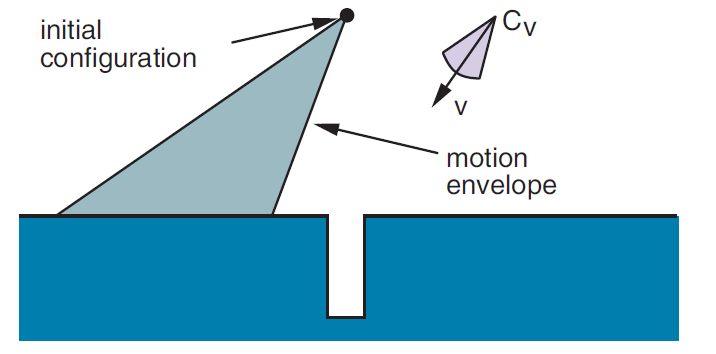 initial
configuration
Cv
v
motion
envelope